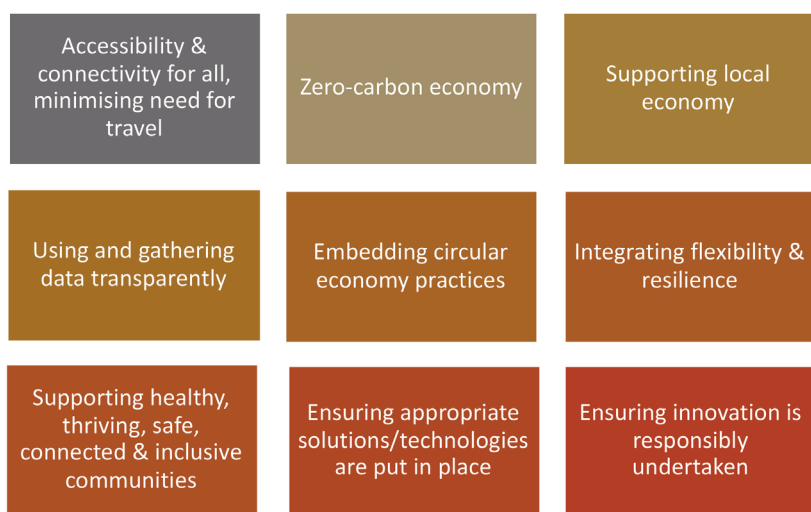 Accessibility &
connectivity for all,
minimising need for
travel
Zero-carbon economy
Supporting local
economy
Using and gathering
data transparently
Embedding circular
economy practices
Integrating flexibility &
resilience
Supporting healthy,
thriving, safe,
connected & inclusive
communities
Ensuring appropriate
solutions/technologies
are put in place
Ensuring innovation is
responsibly
undertaken